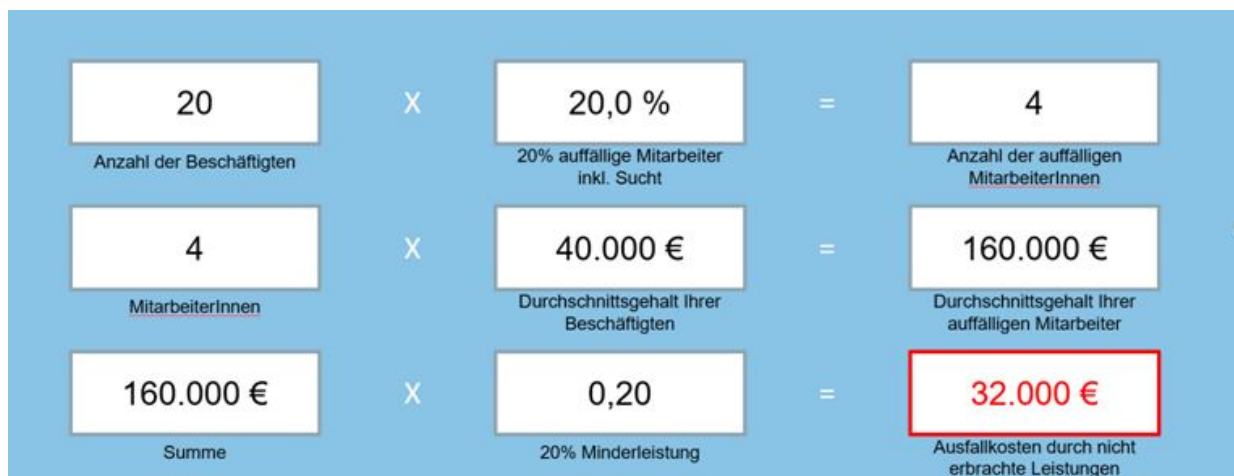 20 X 20,0 % = 4
Anzahl der Beschäftigten
20% auffällige Mitarbeiter
inkl. Sucht
Anzahl der auffälligen
MitarbeiterInnen
4 X 40.000 € = 160.000 €
MitarbeiterInnen
Durchschnittsgehalt Ihrer
Beschäftigten
Durchschnittsgehalt Ihrer
auffälligen Mitarbeiter
160.000 € X 0,20 = 32.000 €
Summe
20% Minderleistung
Ausfallkosten durch nicht
erbrachte Leistungen